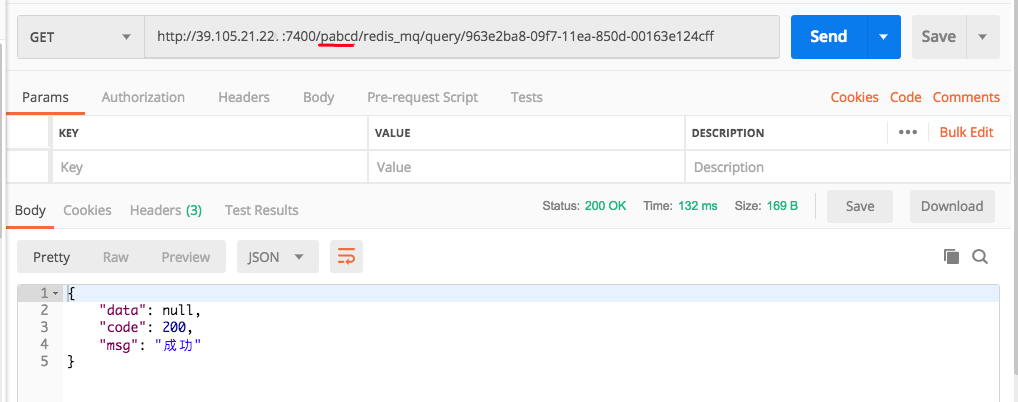 GET http://39.105.21.22. :7400/pabcd/redis_mq/query/963e2ba8-09f7-11ea-850d-00163e124cff Send Save
Params Authorization Headers Body Pre-request Script Tests Cookies Code Comments
KEY VALUE DESCRIPTION ••• Bulk Edit
Key Value Description
Body Cookies Headers (3) Test Results Status: 200 OK Time: 132 ms Size: 169 B Save Download
Pretty Raw Preview JSON
1 {
2 "data": null,
3 "code": 200,
4 "msg": "成功"
5 }